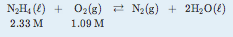 N₂H₄(ℓ) + O₂(g) ⇄ N₂(g) + 2H₂O(ℓ)
2.33 M 1.09 M